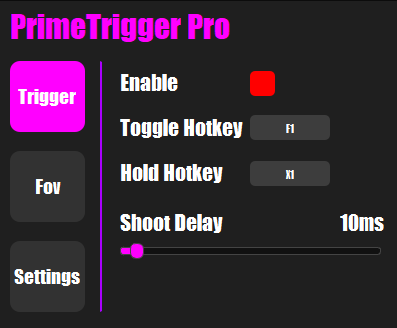 PrimeTrigger Pro
Trigger
Enable
Toggle Hotkey F1
Fov
Hold Hotkey X1
Shoot Delay 10ms
Settings